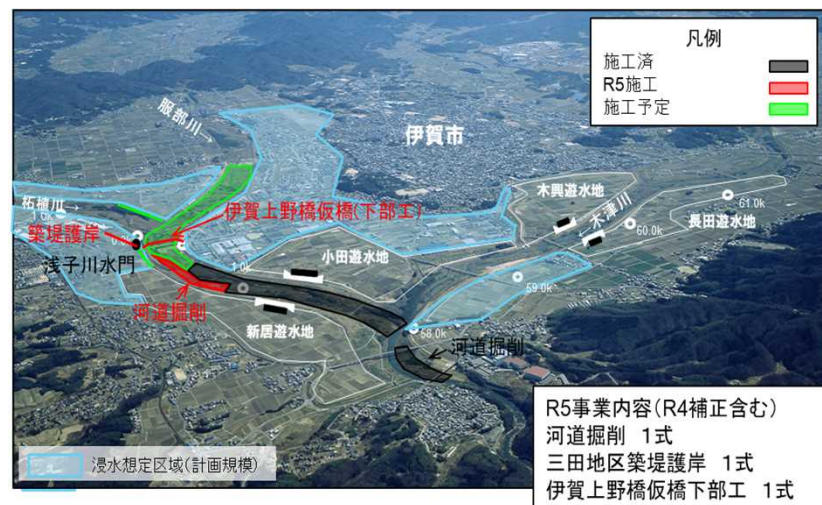 凡例
施工済
R5施工
施工予定
服部川→
伊賀市
柘植川→
伊賀上野橋仮橋(下部工)
築堤護岸
浅子川水門
木興遊水地
←木津川
長田遊水地
61.0k
60.0k
59.0k
58.0k
小田遊水地
1.0k
河道掘削
新居遊水地
河道掘削
浸水想定区域(計画規模)
R5事業内容(R4補正含む)
河道掘削 1式
三田地区築堤護岸 1式
伊賀上野橋仮橋下部工 1式